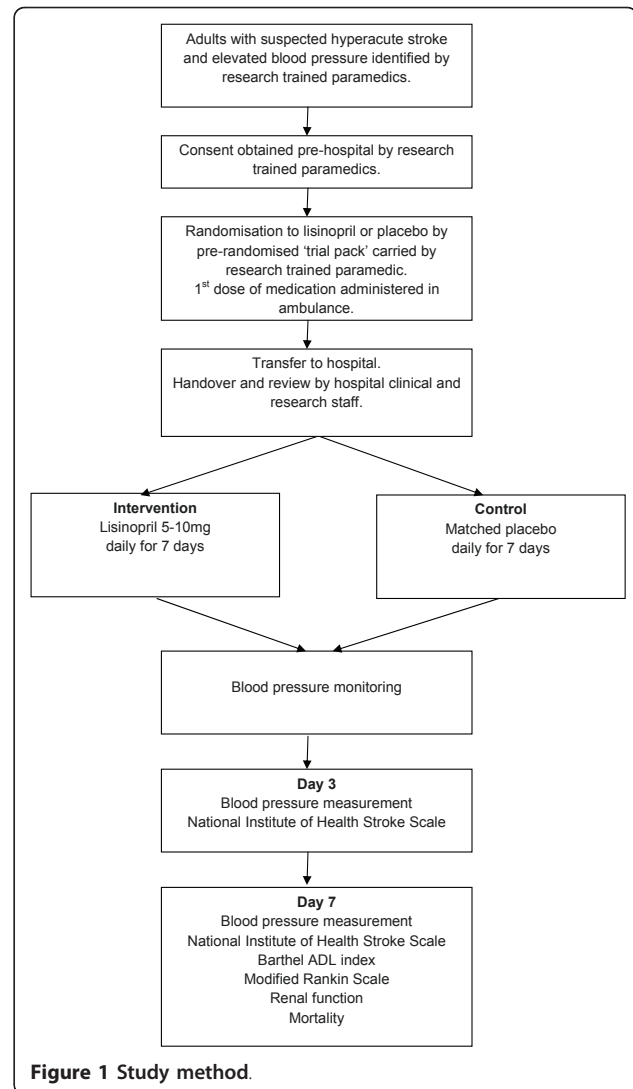 Adults with suspected hyperacute stroke
and elevated blood pressure identified by
research trained paramedics.
Consent obtained pre-hospital by research
trained paramedics.
Randomisation to lisinopril or placebo by
pre-randomised ‘trial pack’ carried by
research trained paramedic.
1st dose of medication administered in
ambulance.
Transfer to hospital.
Handover and review by hospital clinical and
research staff.
Intervention
Lisinopril 5-10mg
daily for 7 days
Control
Matched placebo
daily for 7 days
Blood pressure monitoring
Day 3
Blood pressure measurement
National Institute of Health Stroke Scale
Day 7
Blood pressure measurement
National Institute of Health Stroke Scale
Barthel ADL index
Modified Rankin Scale
Renal function
Mortality
Figure 1 Study method.